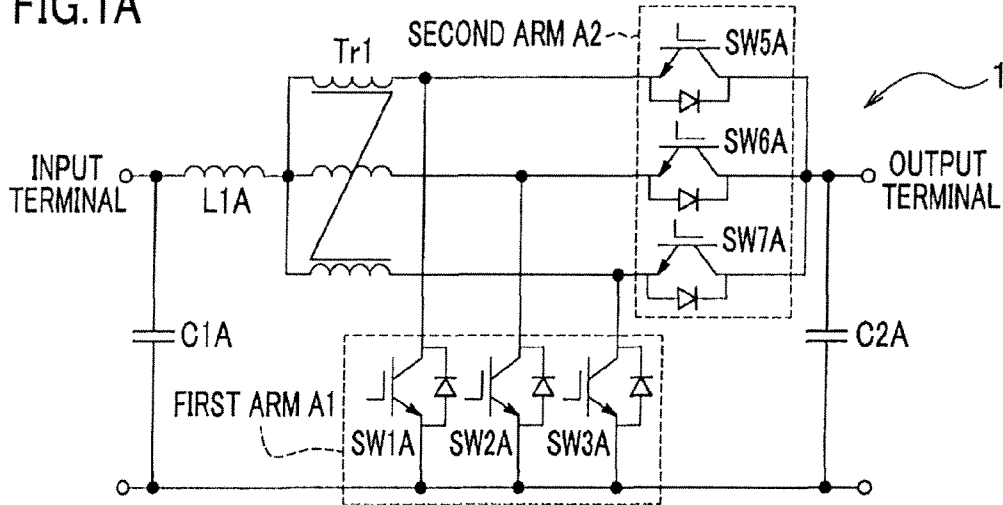 FIG.1A
SECOND ARM A2
SW5A
Tr1
1
SW6A
INPUT
TERMINAL
L1A
OUTPUT
TERMINAL
SW7A
C1A
C2A
FIRST ARM A1
SW1A
SW2A
SW3A